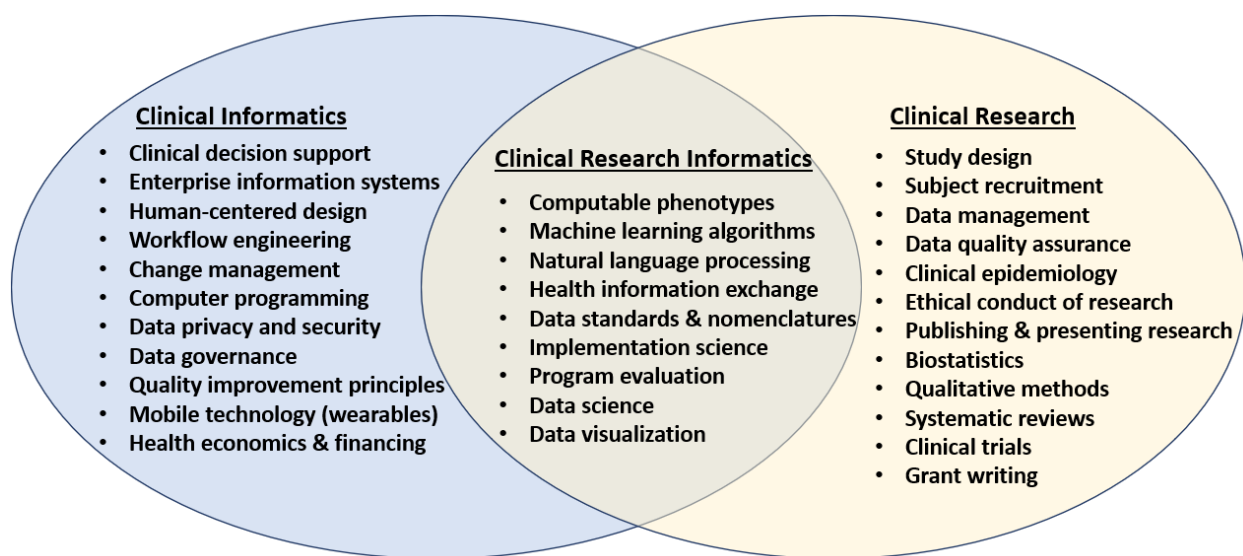 Clinical Informatics
• Clinical decision support
• Enterprise information systems
• Human-centered design
• Workflow engineering
• Change management
• Computer programming
• Data privacy and security
• Data governance
• Quality improvement principles
• Mobile technology (wearables)
• Health economics & financing
Clinical Research Informatics
• Computable phenotypes
• Machine learning algorithms
• Natural language processing
• Health information exchange
• Data standards & nomenclatures
• Implementation science
• Program evaluation
• Data science
• Data visualization
Clinical Research
• Study design
• Subject recruitment
• Data management
• Data quality assurance
• Clinical epidemiology
• Ethical conduct of research
• Publishing & presenting research
• Biostatistics
• Qualitative methods
• Systematic reviews
• Clinical trials
• Grant writing